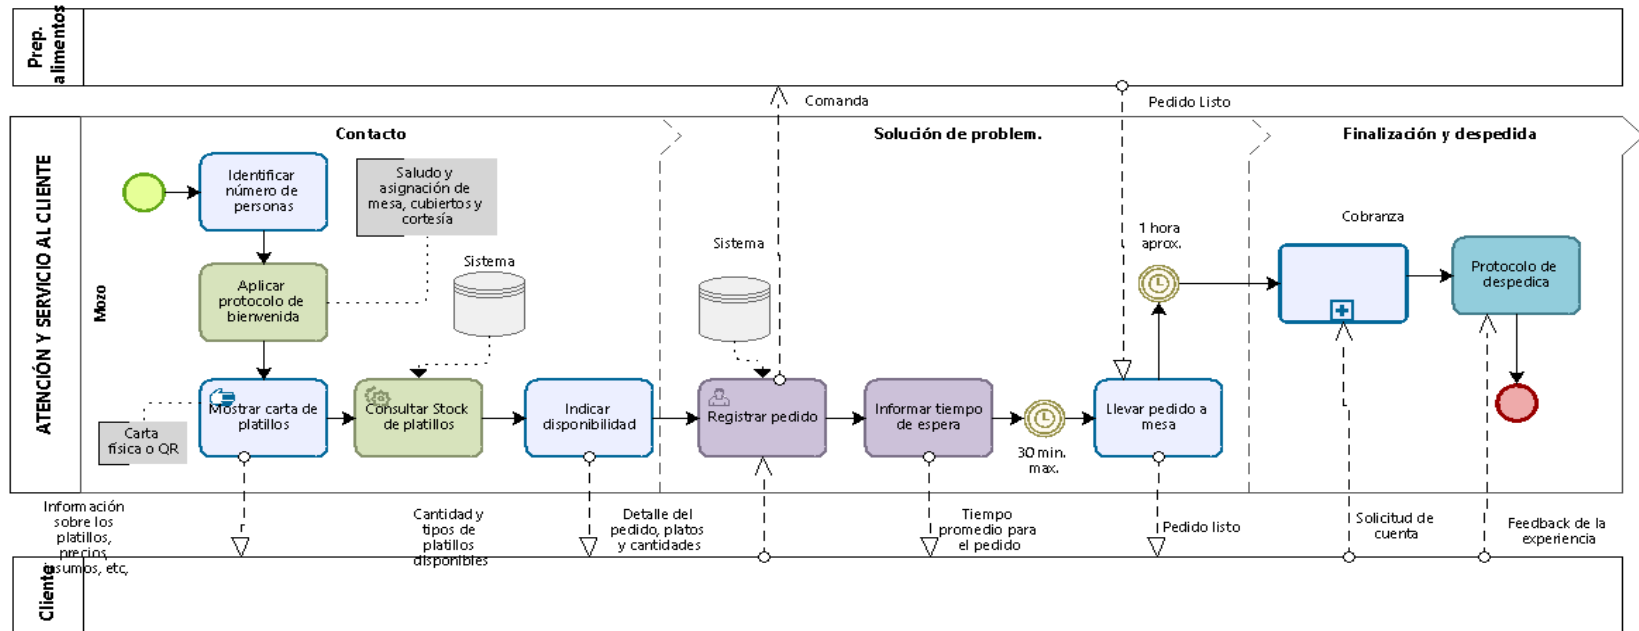 Prep.
alimentos
Comanda
Pedido Listo
ATENCIÓN Y SERVICIO AL CLIENTE
Mozo
Contacto
Solución de problem.
Finalización y despedida
Identificar
número de
personas
Saludo y
asignación de
mesa, cubiertos y
cortesía
Aplicar
protocolo de
bienvenida
Sistema
Mostrar carta de
platillos
Carta
física o QR
Consultar Stock
de platillos
Indicar
disponibilidad
Sistema
Registrar pedido
Informar tiempo
de espera
30 min.
max.
Llevar pedido a
mesa
1 hora
aprox.
Cobranza
Protocolo de
despedica
Información
sobre los
platillos,
precios,
insumos, etc,
r
Cantidad y
tipos de
platillos
disponibles
Detalle del
pedido, platos
y cantidades
Tiempo
promedio para
el pedido
Pedido listo
Solicitud de
cuenta
Feedback de la
experiencia
Cliente